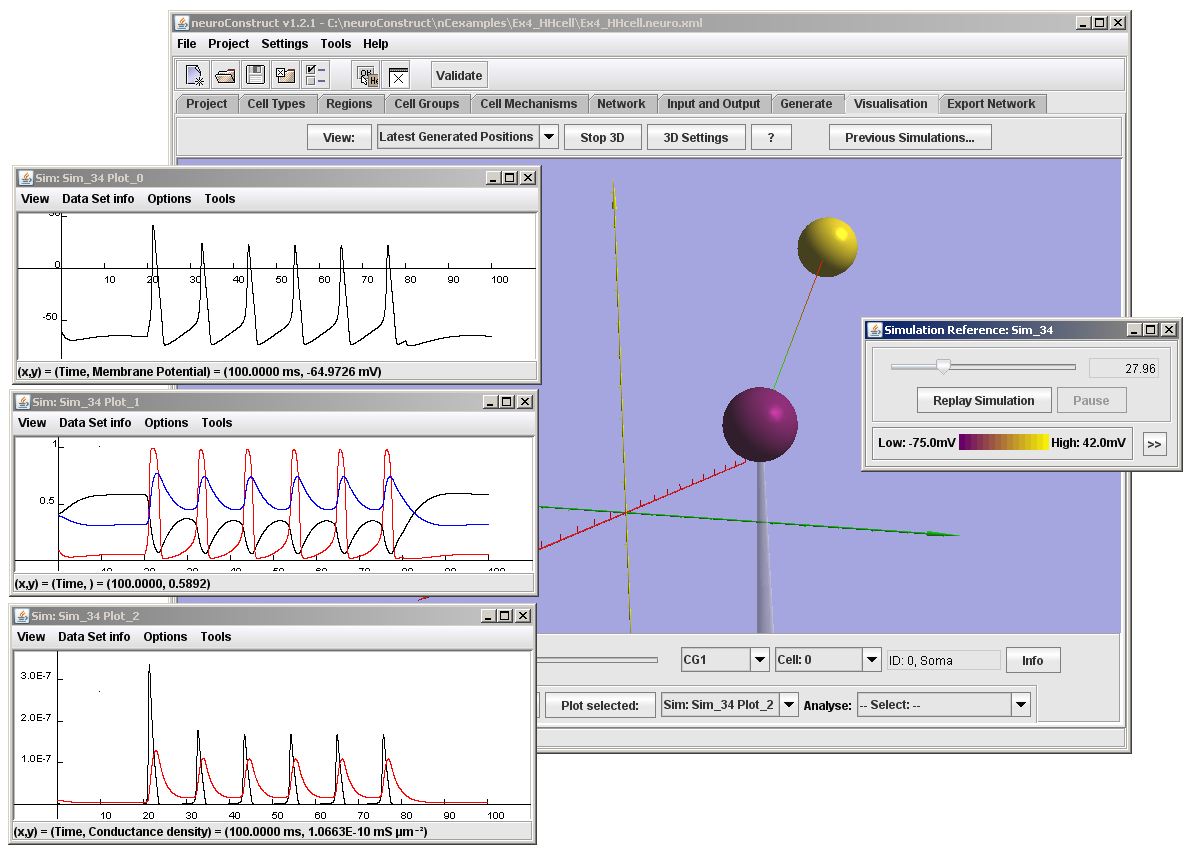 neuroConstruct v1.2.1 - C:\neuroConstruct\nCexamples\Ex4_HHcell\Ex4_HHcell.neuro.xml
File Project Settings Tools Help
Validate
Project Cell Types Regions Cell Groups Cell Mechanisms Network Input and Output Generate Visualisation Export Network
View: Latest Generated Positions Stop 3D 3D Settings ? Previous Simulations...
Sim: Sim_34 Plot_0
View Data Set info Options Tools
50
0
10 20 30 40 50 60 70 80 90 100
-50
(x,y) = (Time, Membrane Potential) = (100.0000 ms, -64.9726 mV)
Simulation Reference: Sim_34
27.96
Replay Simulation Pause
Low: -75.0mV High: 42.0mV >>
Sim: Sim_34 Plot_1
View Data Set info Options Tools
1
0.5
10 20 30 40 50 60 70 80 90 100
(x,y) = (Time, ) = (100.0000, 0.5892)
Sim: Sim_34 Plot_2
View Data Set info Options Tools
3.0E-7
2.0E-7
1.0E-7
10 20 30 40 50 60 70 80 90 100
(x,y) = (Time, Conductance density) = (100.0000 ms, 1.0663E-10 mS μm⁻²)
CG1 Cell: 0 ID: 0, Soma Info
Plot selected: Sim: Sim_34 Plot_2 Analyse: -- Select: --